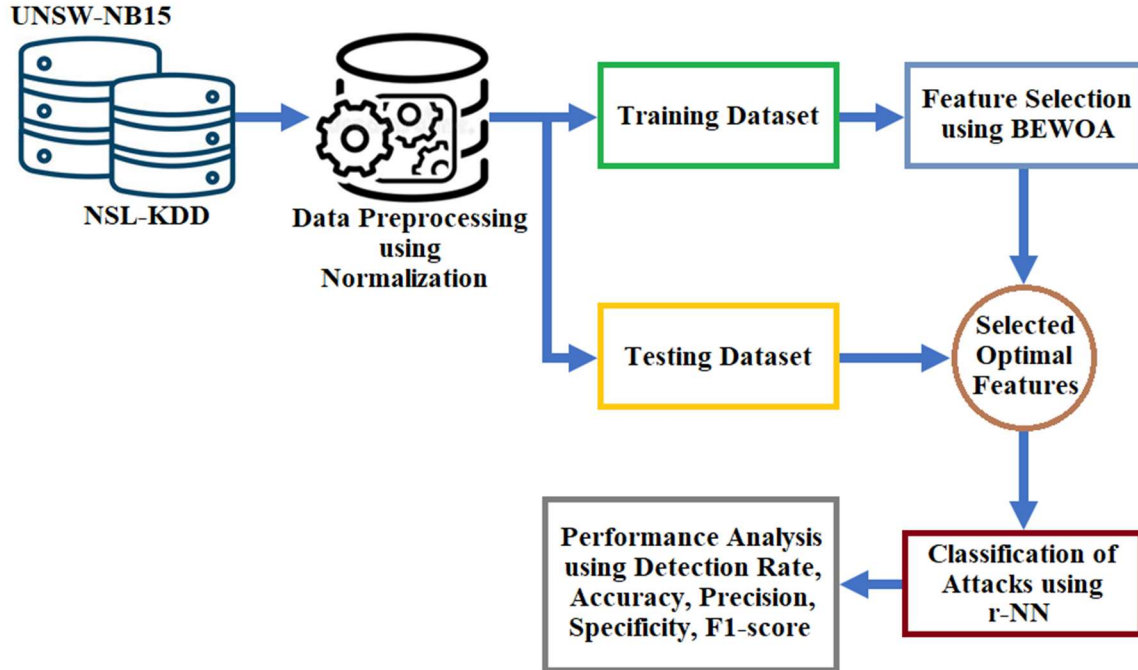 UNSW-NB15
NSL-KDD
Data Preprocessing
using
Normalization
Training Dataset
Feature Selection
using BEWOA
Testing Dataset
Selected
Optimal
Features
Performance Analysis
using Detection Rate,
Accuracy, Precision,
Specificity, F1-score
Classification of
Attacks using
r-NN